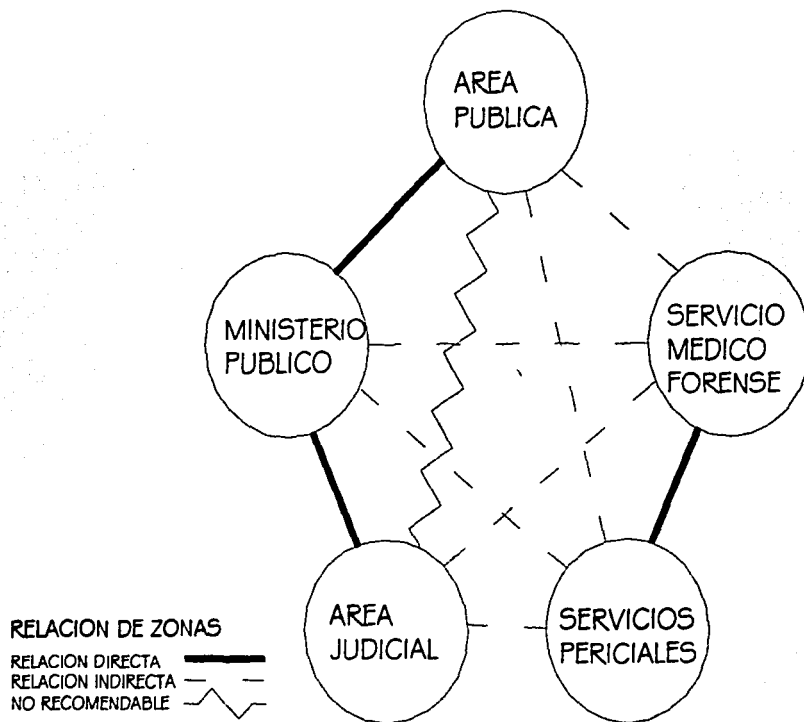 AREA
PUBLICA
MINISTERIO
PUBLICO
SERVICIO
MEDICO
FORENSE
AREA
JUDICIAL
SERVICIOS
PERICIALES
RELACION DE ZONAS
RELACION DIRECTA
RELACION INDIRECTA
NO RECOMENDABLE